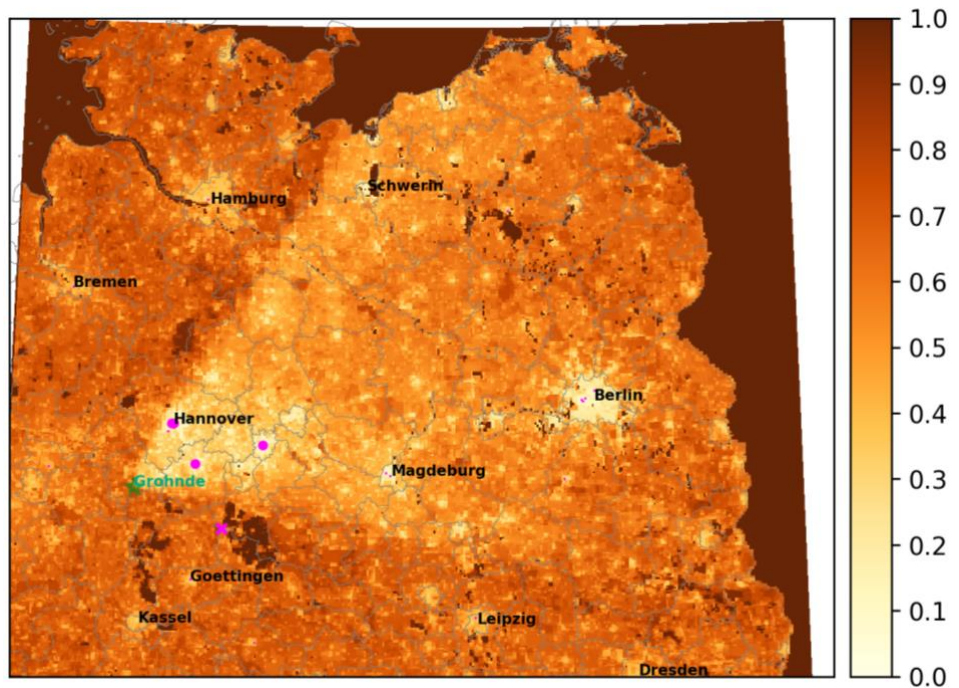 1.0
0.9
0.8
Schwerin
Hamburg
0.7
Bremen
0.6
0.5
Berlin
Hannover
0.4
Magdeburg
Grohnde
0.3
0.2
Goettingen
Kassel
Leipzig
0.1
Dresden
0.0